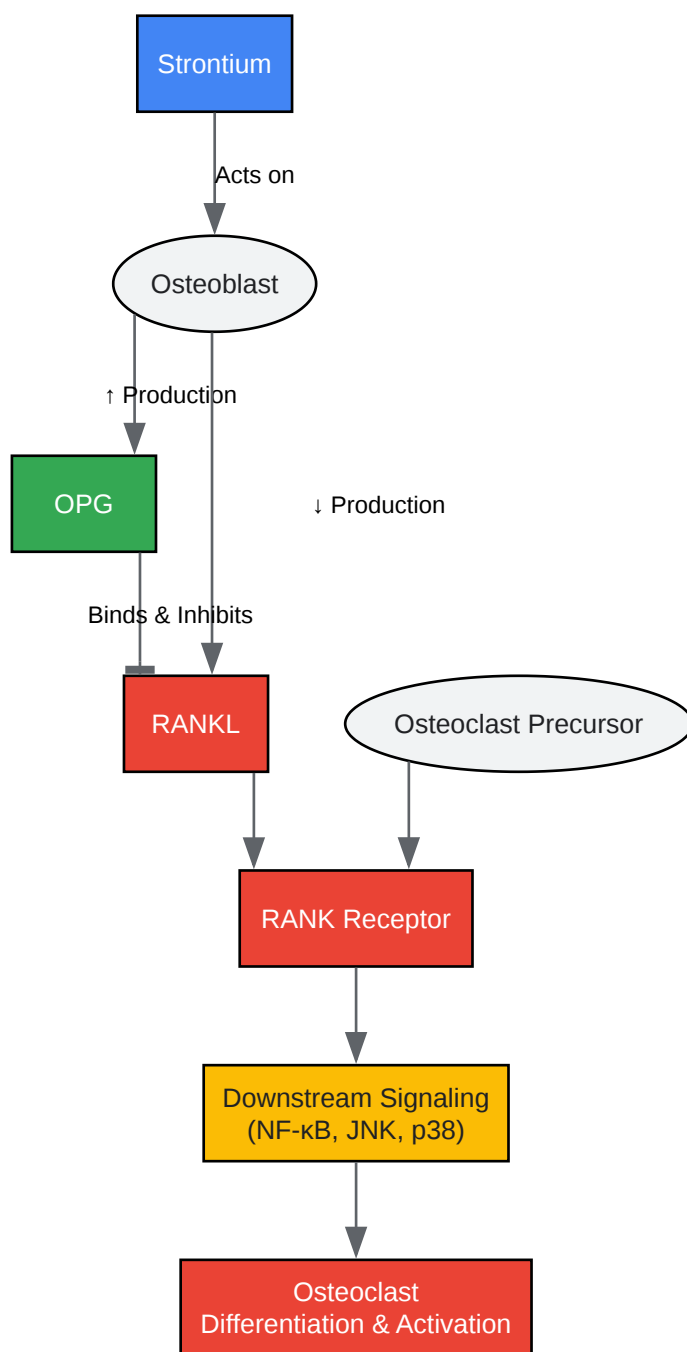 Strontium
Acts on
Osteoblast
↑ Production
OPG
↓ Production
Binds & Inhibits
RANKL
Osteoclast Precursor
RANK Receptor
Downstream Signaling
(NF-κB, JNK, p38)
Osteoclast
Differentiation & Activation